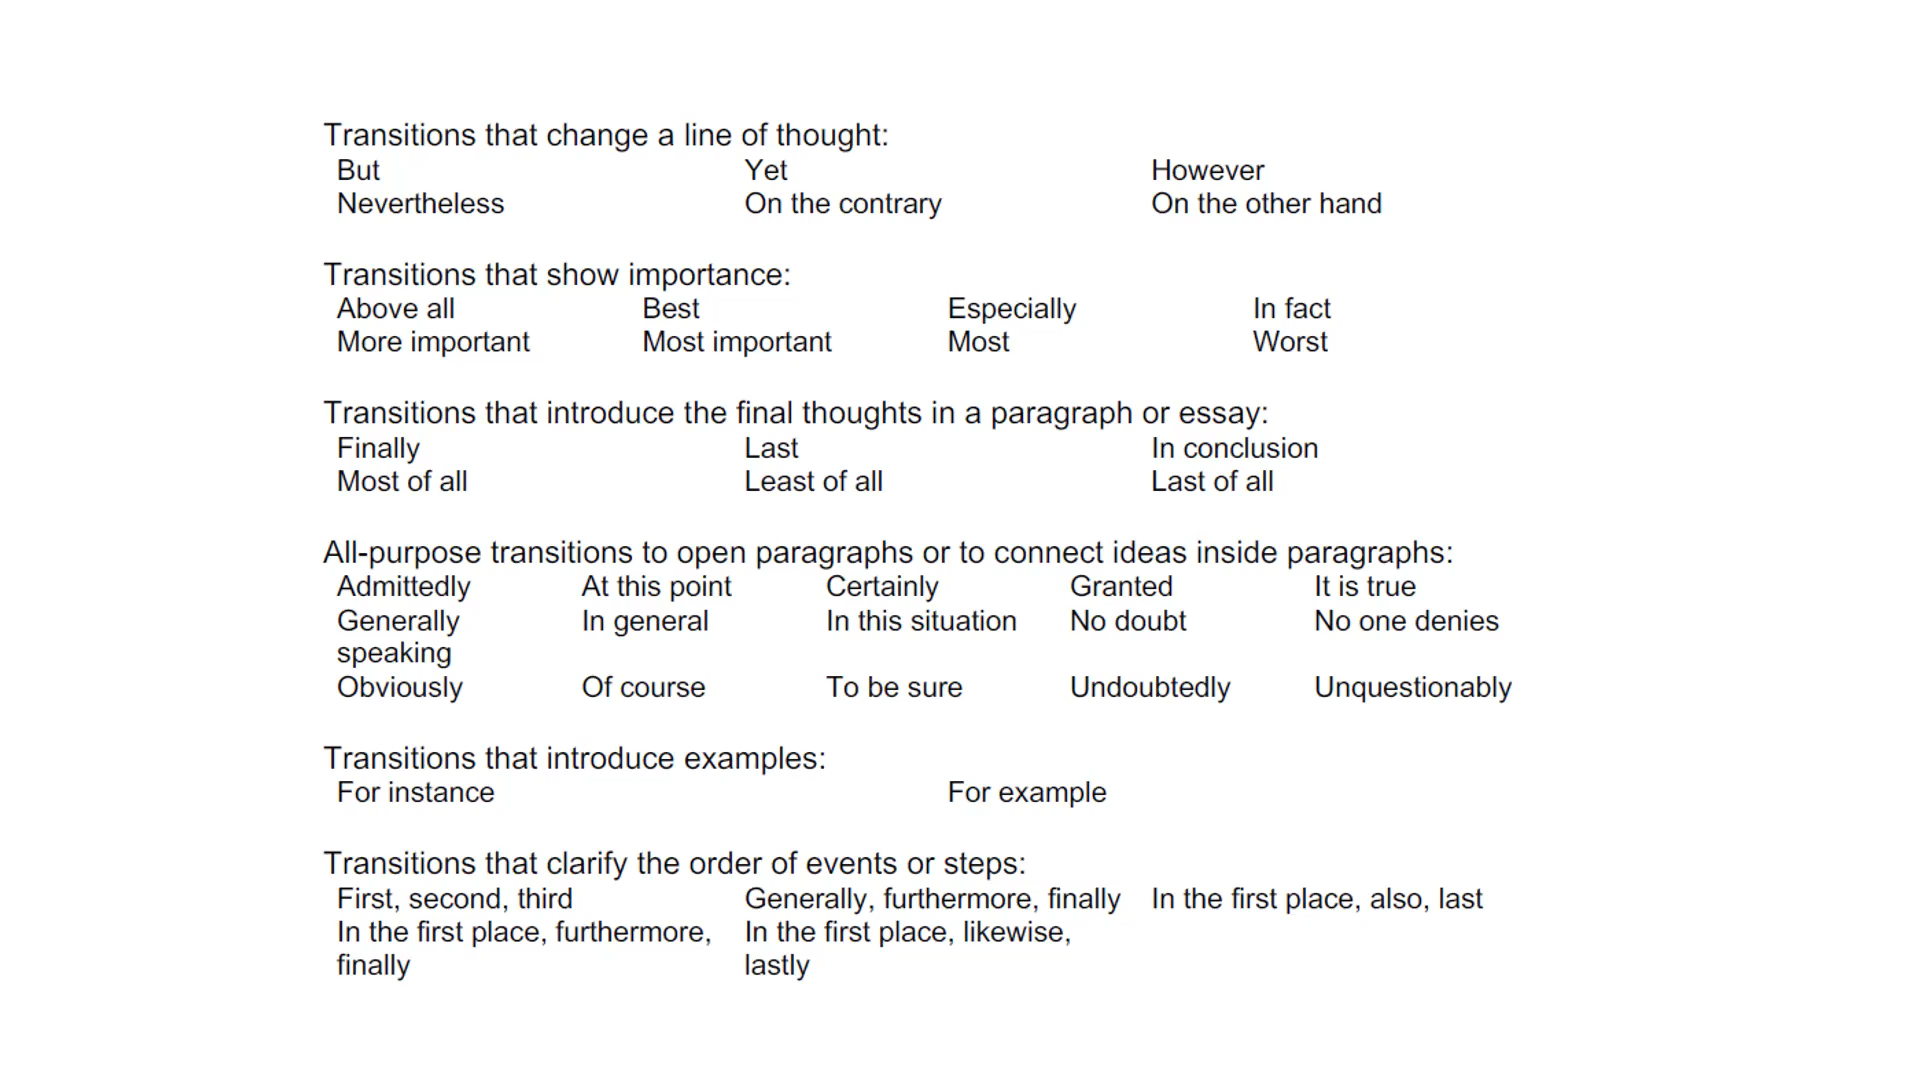 Transitions that change a line of thought:
But Yet However
Nevertheless On the contrary On the other hand
Transitions that show importance:
Above all Best Especially In fact
More important Most important Most Worst
Transitions that introduce the final thoughts in a paragraph or essay:
Finally Last In conclusion
Most of all Least of all Last of all
All-purpose transitions to open paragraphs or to connect ideas inside paragraphs:
Admittedly At this point Certainly Granted It is true
Generally In general In this situation No doubt No one denies
speaking
Obviously Of course To be sure Undoubtedly Unquestionably
Transitions that introduce examples:
For instance For example
Transitions that clarify the order of events or steps:
First, second, third Generally, furthermore, finally In the first place, also, last
In the first place, furthermore, In the first place, likewise,
finally lastly